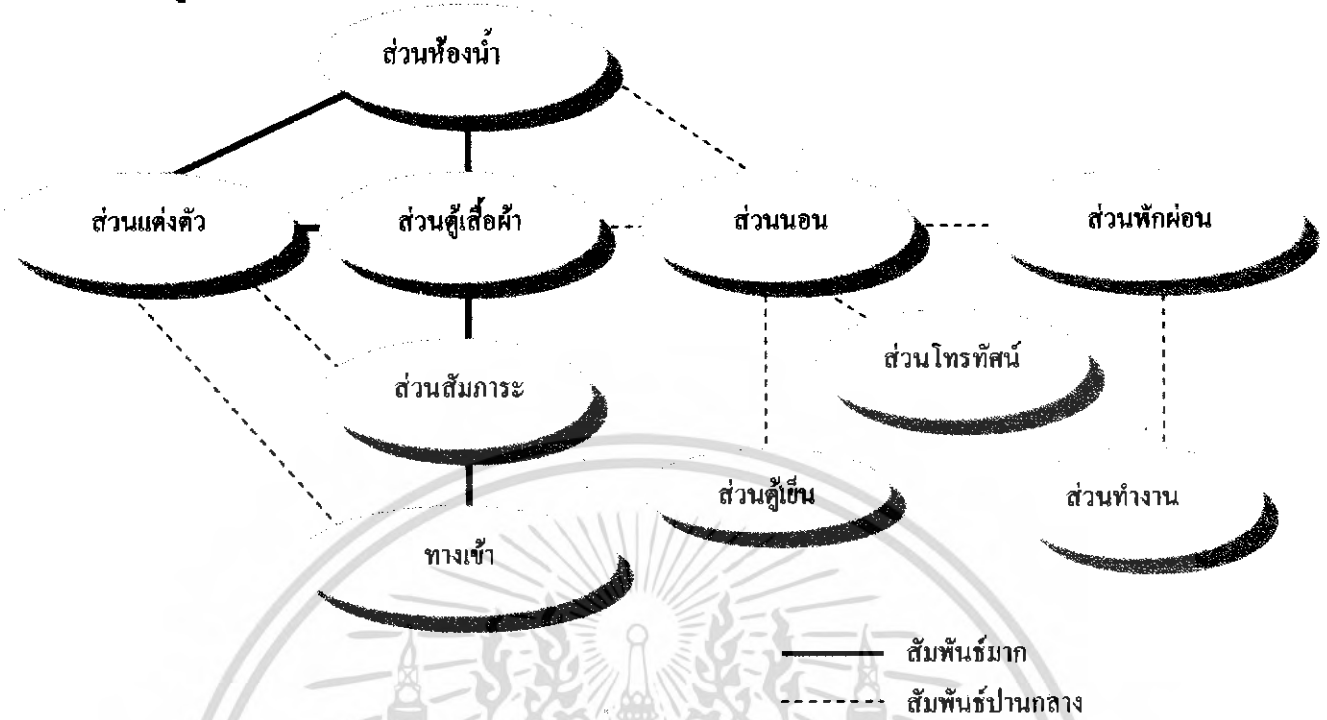 ส่วนห้องน้ำ
ส่วนแต่งตัว
ส่วนตู้เสื้อผ้า
ส่วนนอน
ส่วนพักผ่อน
ส่วนโทรทัศน์
ส่วนสัมภาระ
ส่วนตู้เย็น
ส่วนทำงาน
ทางเข้า
สัมพันธ์มาก
สัมพันธ์ปานกลาง